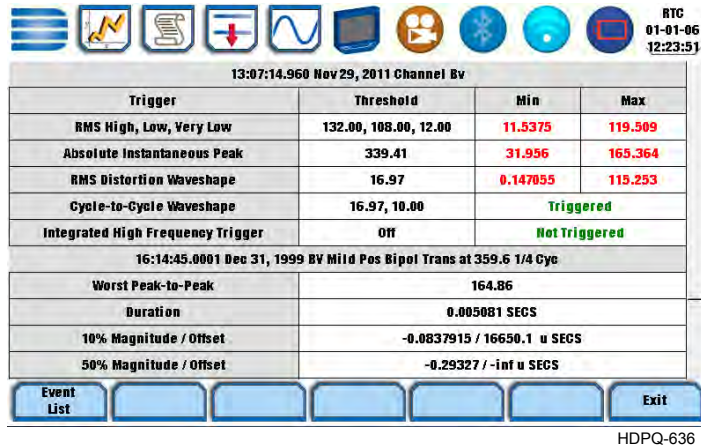 RTC
01-01-06
12:23:51
13:07:14.960 Nov 29, 2011 Channel Bv
Trigger Threshold Min Max
RMS High, Low, Very Low 132.00, 108.00, 12.00 11.5375 119.509
Absolute Instantaneous Peak 339.41 31.956 165.364
RMS Distortion Waveshape 16.97 0.147055 115.253
Cycle-to-Cycle Waveshape 16.97, 10.00 Triggered
Integrated High Frequency Trigger Off Not Triggered
16:14:45.0001 Dec 31, 1999 BV Mild Pos Bipol Trans at 359.6 1/4 Cyc
Worst Peak-to-Peak 164.86
Duration 0.005081 SECS
10% Magnitude / Offset -0.0837915 / 16650.1 u SECS
50% Magnitude / Offset -0.29327 / -inf u SECS
Event
List
Exit
HDPQ-636